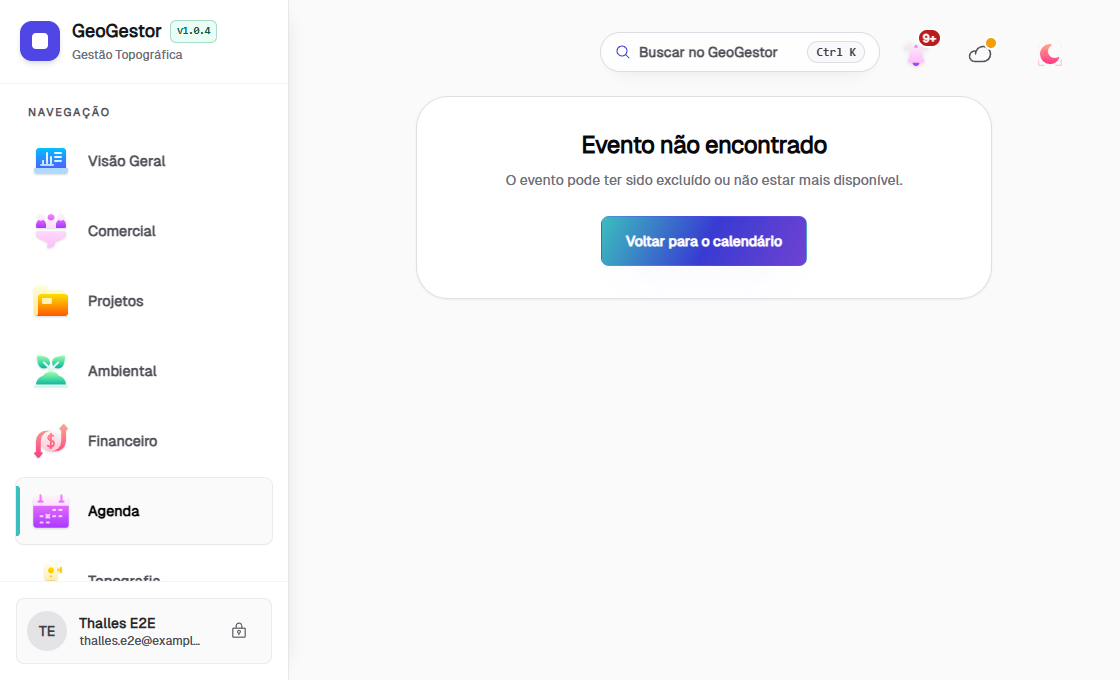 GeoGestor v1.0.4
Gestão Topográfica
NAVEGAÇÃO
Visão Geral
Comercial
Projetos
Ambiental
Financeiro
Agenda
Topografia
TE
Thalles E2E
thalles.e2e@exampl...
Buscar no GeoGestor Ctrl K
9+
Evento não encontrado
O evento pode ter sido excluído ou não estar mais disponível.
Voltar para o calendário